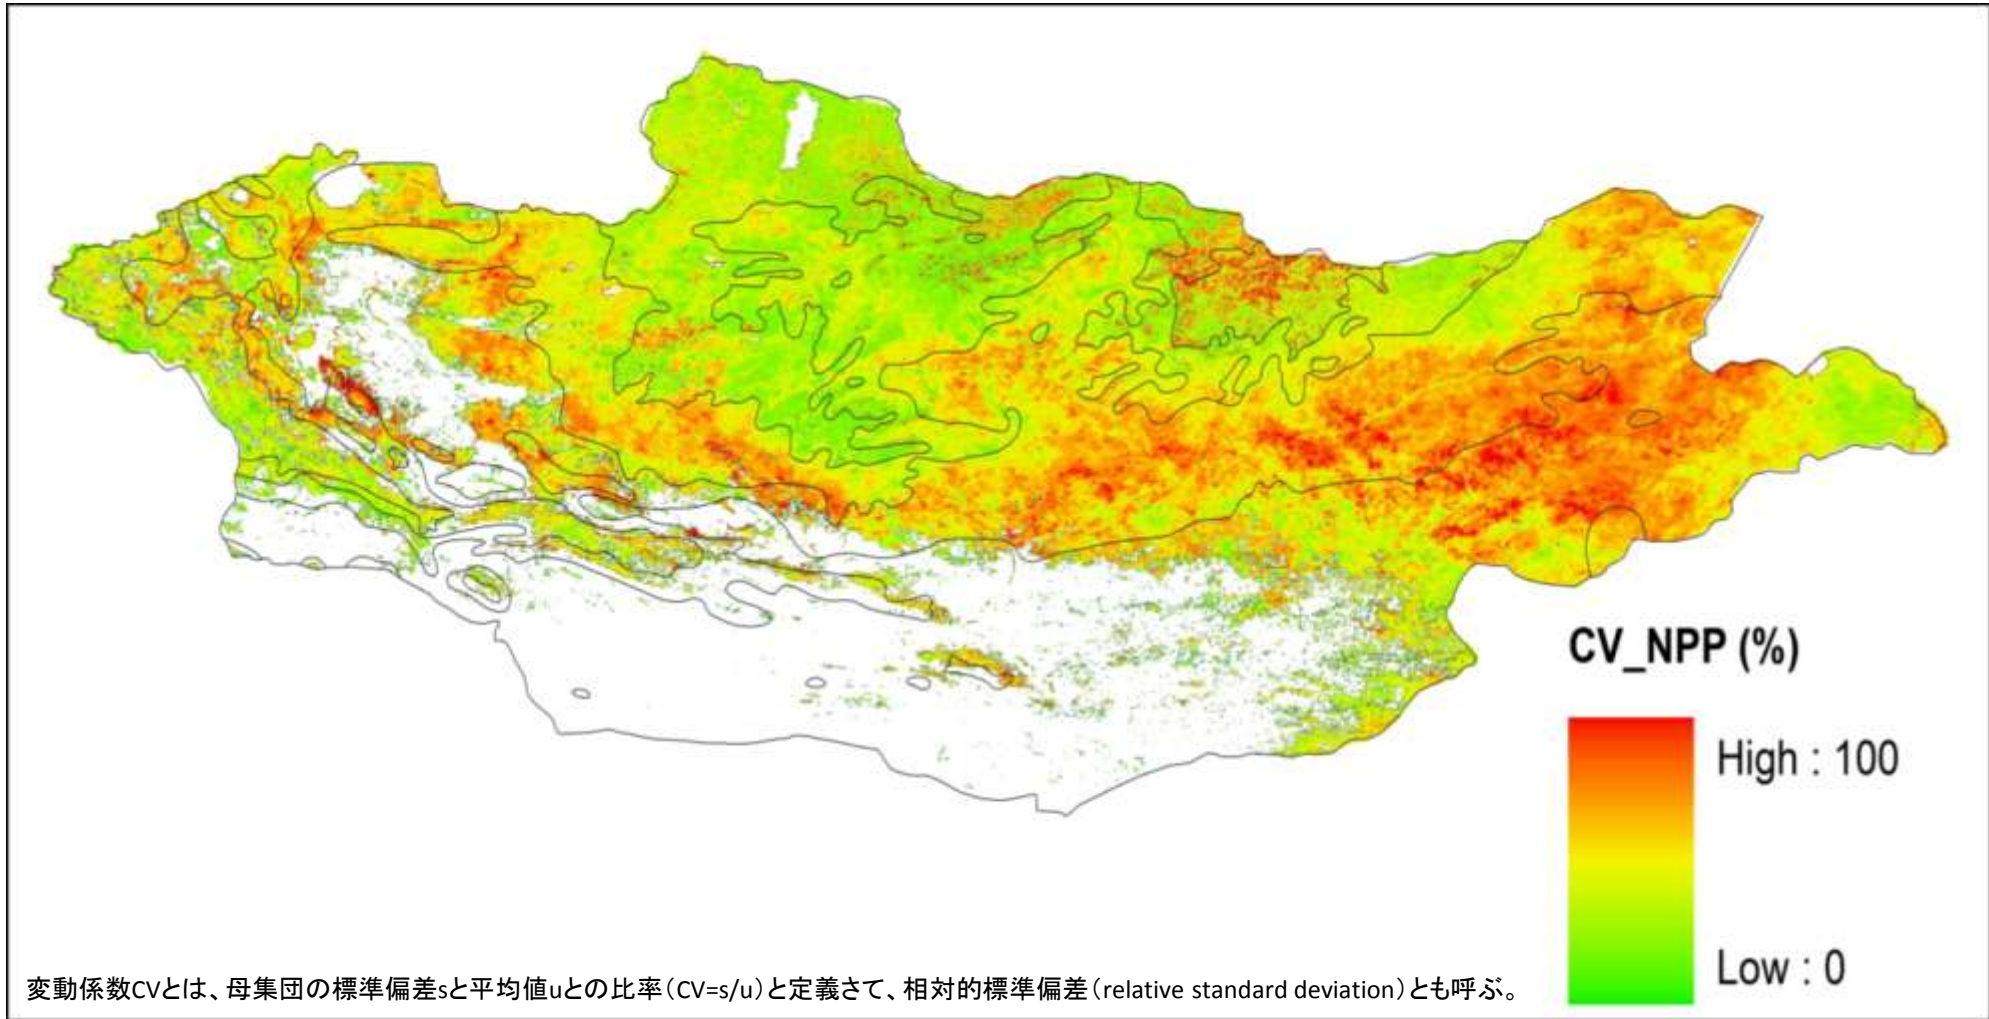 CV_NPP (%)
High : 100
Low : 0
変動係数CVとは、母集団の標準偏差sと平均値uとの比率（CV=s/u）と定義さて、相対的標準偏差（relative standard deviation）とも呼ぶ。